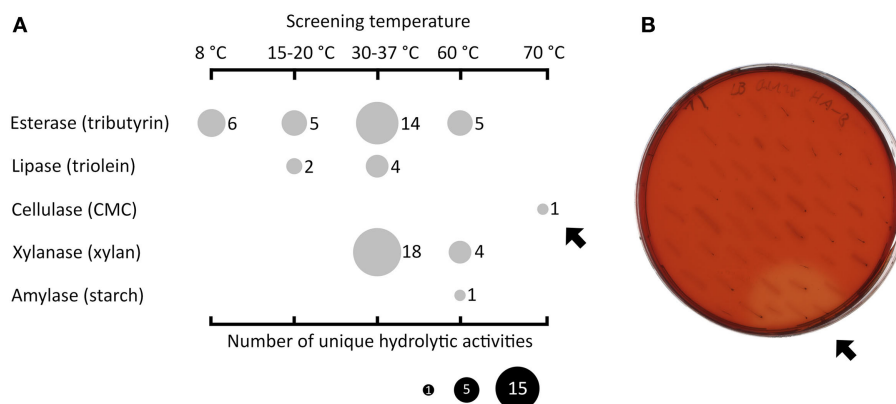 A
Screening temperature
8 °C 15-20 °C 30-37 °C 60 °C 70 °C
Esterase (tributyrin) 6 5 14 5
Lipase (triolein) 2 4
Cellulase (CMC) 1
Xylanase (xylan) 18 4
Amylase (starch) 1
Number of unique hydrolytic activities
1 5 15
B